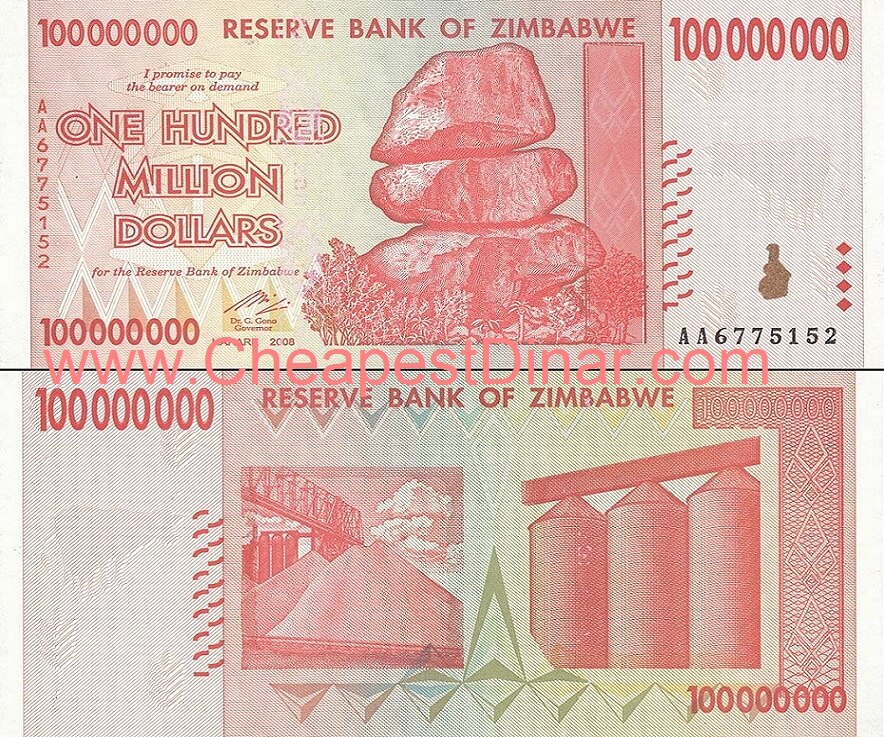 100000000 RESERVE BANK OF ZIMBABWE 100000000
I promise to pay
the bearer on demand
ONE HUNDRED
MILLION
DOLLARS
AA6775152
for the Reserve Bank of Zimbabwe
Dr. G. Gono
Governor
100000000
HARARE 2008
AA6775152
www.CheapestDinar.com
100000000 RESERVE BANK OF ZIMBABWE 100000000
100000000